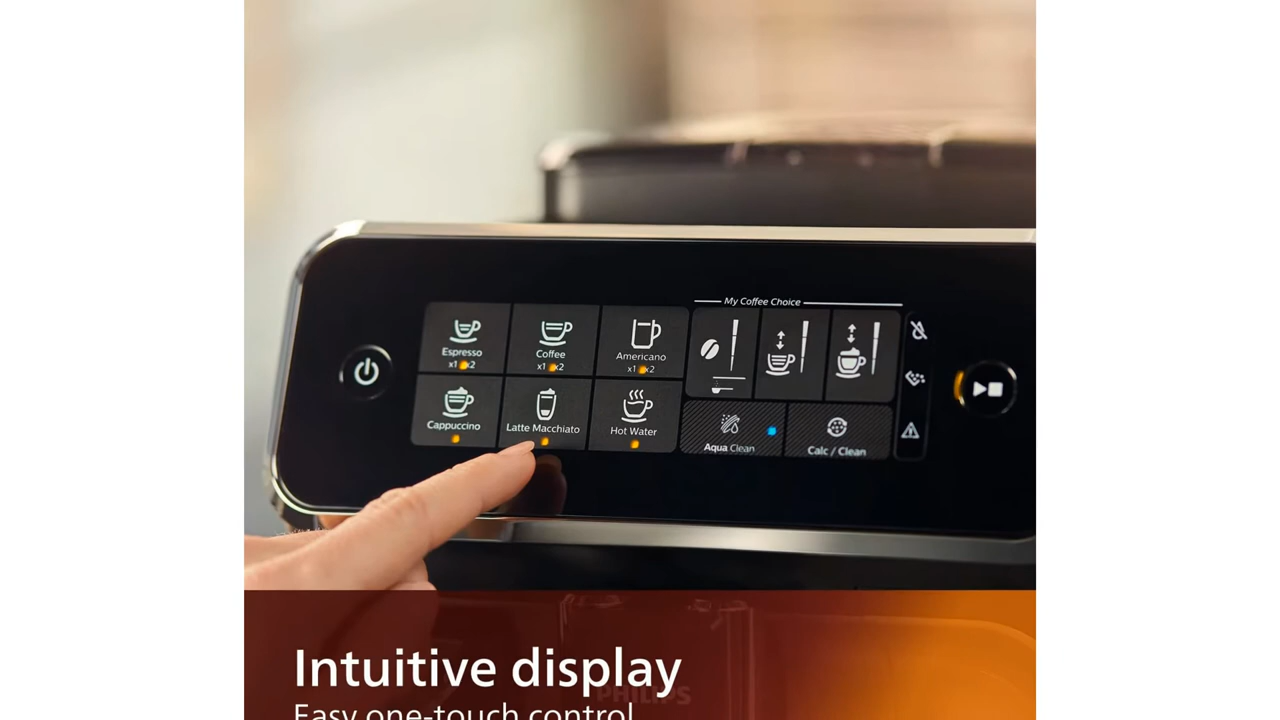 My Coffee Choice
Espresso
x1 x2
Coffee
x1 x2
Americano
x1 x2
Cappuccino
Latte Macchiato
Hot Water
Aqua Clean
Calc / Clean
Intuitive display
PHILIPS
Easy one-touch control